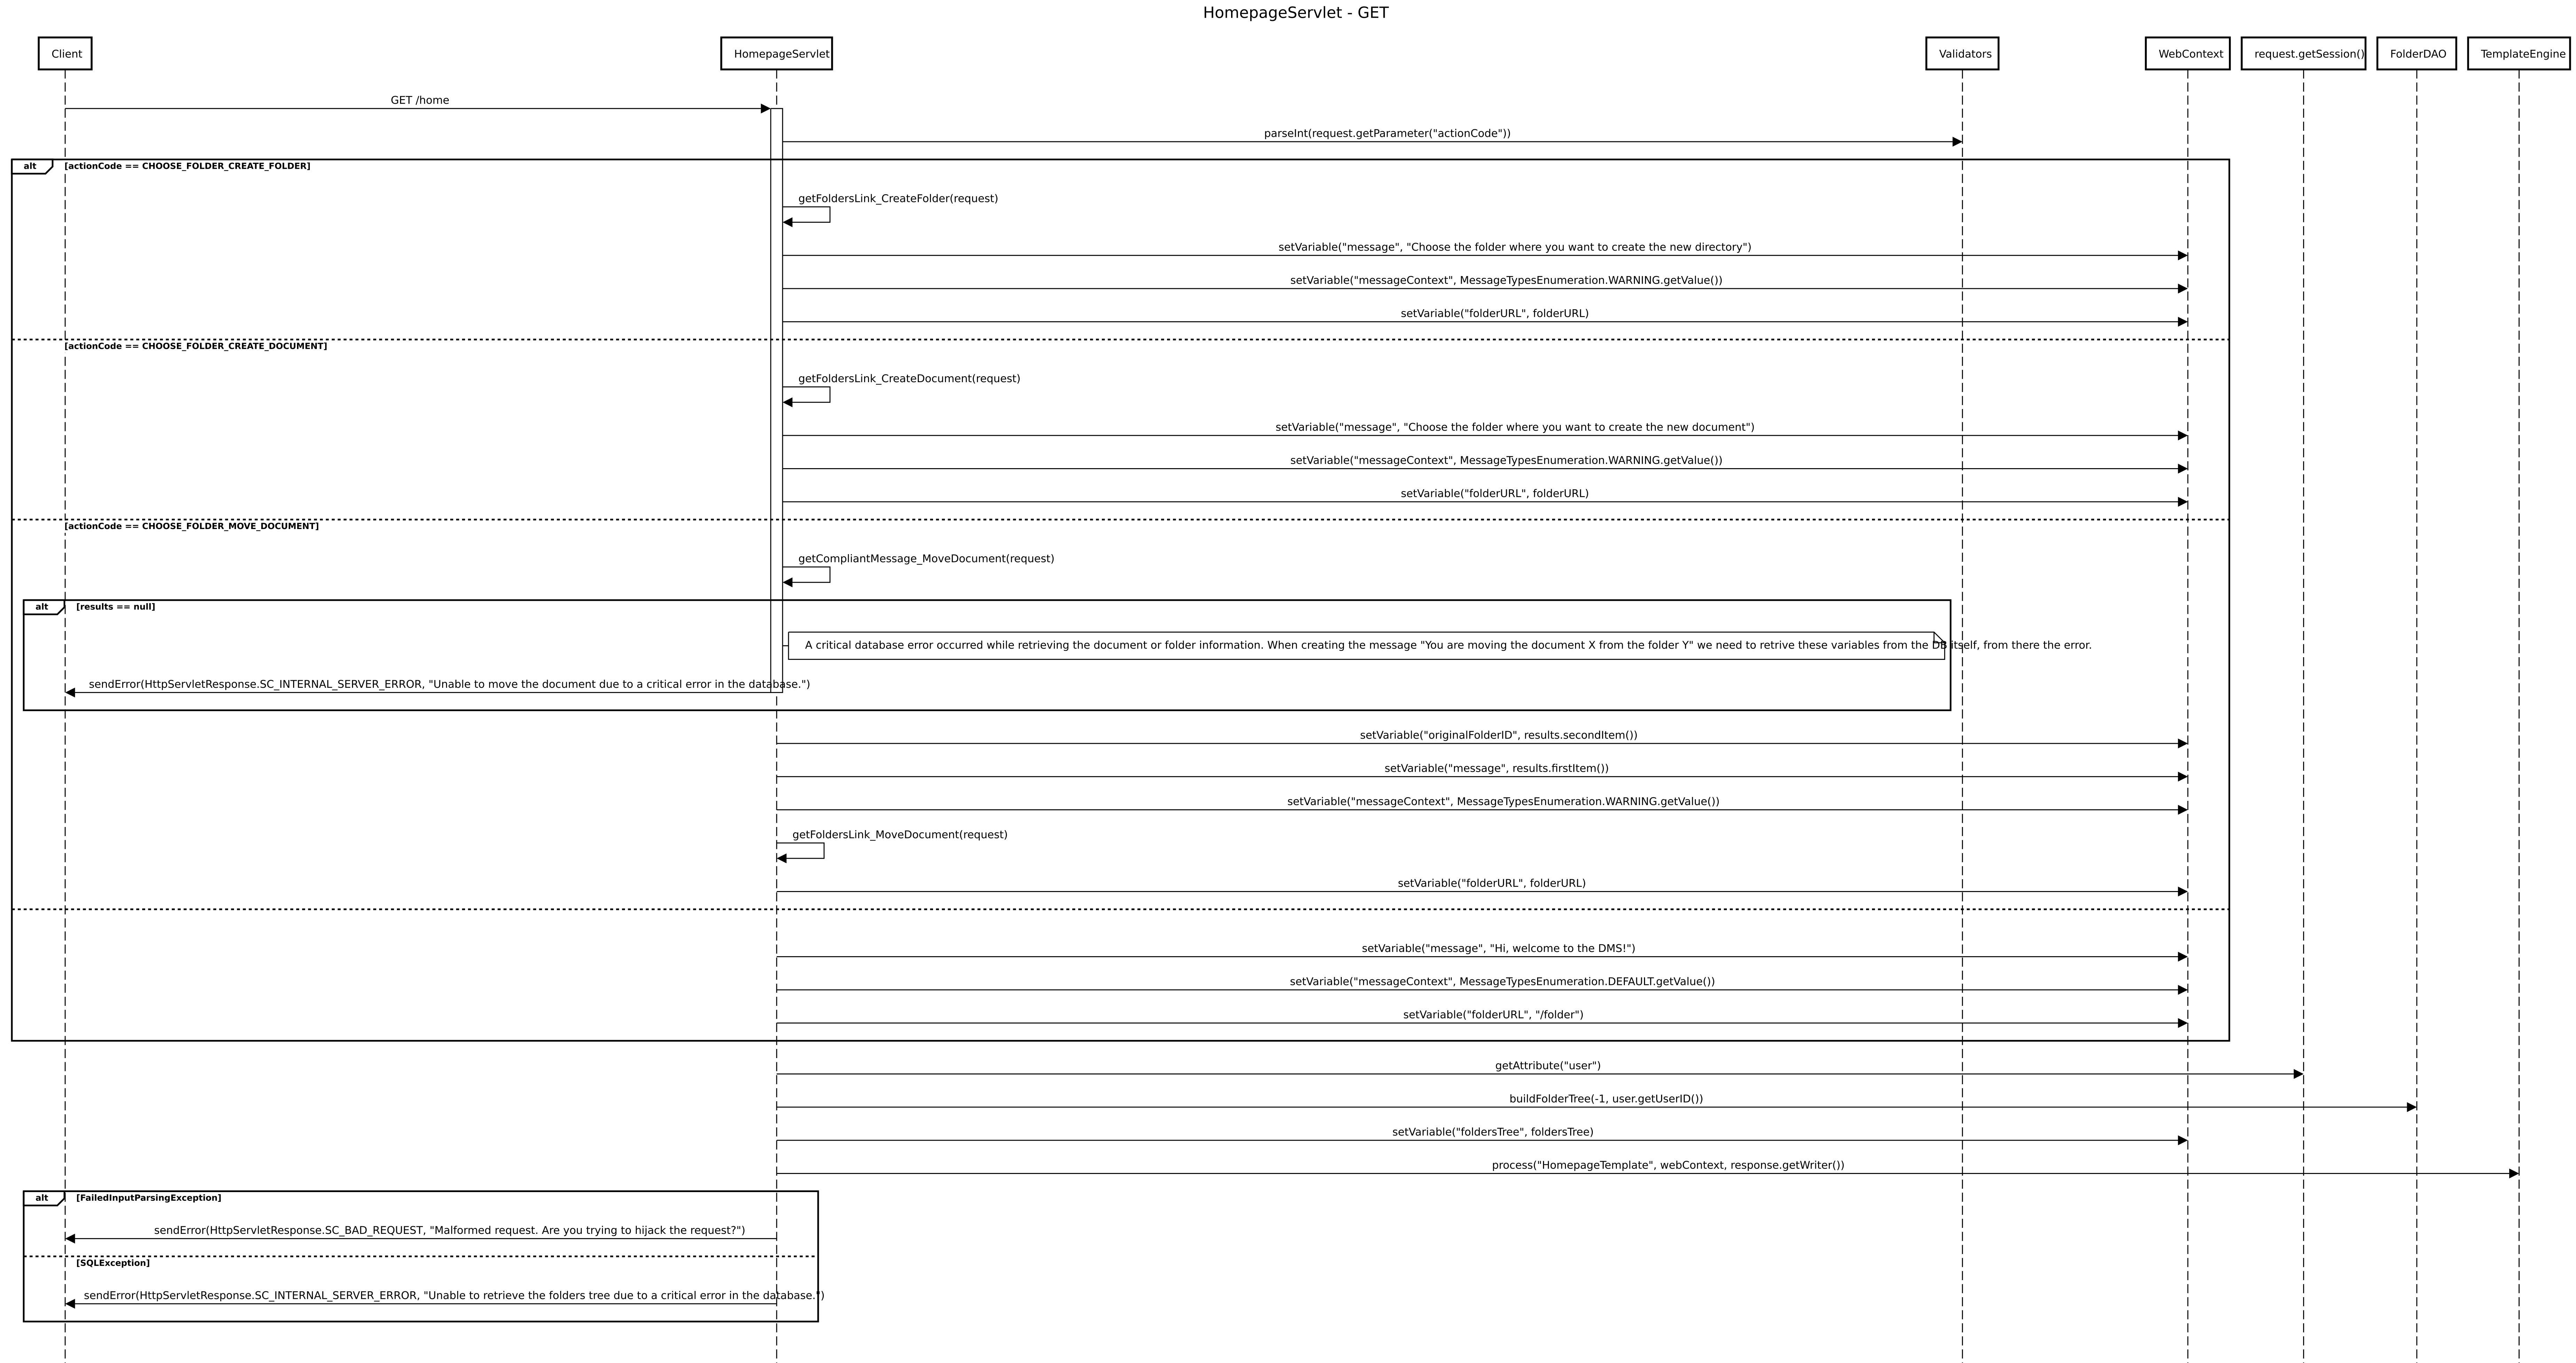 HomepageServlet - GET
Client
HomepageServlet
Validators
WebContext
request.getSession()
FolderDAO
TemplateEngine
GET /home
parseInt(request.getParameter("actionCode"))
alt
[actionCode == CHOOSE_FOLDER_CREATE_FOLDER]
getFoldersLink_CreateFolder(request)
setVariable("message", "Choose the folder where you want to create the new directory")
setVariable("messageContext", MessageTypesEnumeration.WARNING.getValue())
setVariable("folderURL", folderURL)
[actionCode == CHOOSE_FOLDER_CREATE_DOCUMENT]
getFoldersLink_CreateDocument(request)
setVariable("message", "Choose the folder where you want to create the new document")
setVariable("messageContext", MessageTypesEnumeration.WARNING.getValue())
setVariable("folderURL", folderURL)
[actionCode == CHOOSE_FOLDER_MOVE_DOCUMENT]
getCompliantMessage_MoveDocument(request)
alt
[results == null]
A critical database error occurred while retrieving the document or folder information. When creating the message "You are moving the document X from the folder Y" we need to retrive these variables from the DB itself, from there the error.
sendError(HttpServletResponse.SC_INTERNAL_SERVER_ERROR, "Unable to move the document due to a critical error in the database.")
setVariable("originalFolderID", results.secondItem())
setVariable("message", results.firstItem())
setVariable("messageContext", MessageTypesEnumeration.WARNING.getValue())
getFoldersLink_MoveDocument(request)
setVariable("folderURL", folderURL)
setVariable("message", "Hi, welcome to the DMS!")
setVariable("messageContext", MessageTypesEnumeration.DEFAULT.getValue())
setVariable("folderURL", "/folder")
getAttribute("user")
buildFolderTree(-1, user.getUserID())
setVariable("foldersTree", foldersTree)
process("HomepageTemplate", webContext, response.getWriter())
alt
[FailedInputParsingException]
sendError(HttpServletResponse.SC_BAD_REQUEST, "Malformed request. Are you trying to hijack the request?")
[SQLException]
sendError(HttpServletResponse.SC_INTERNAL_SERVER_ERROR, "Unable to retrieve the folders tree due to a critical error in the database.")